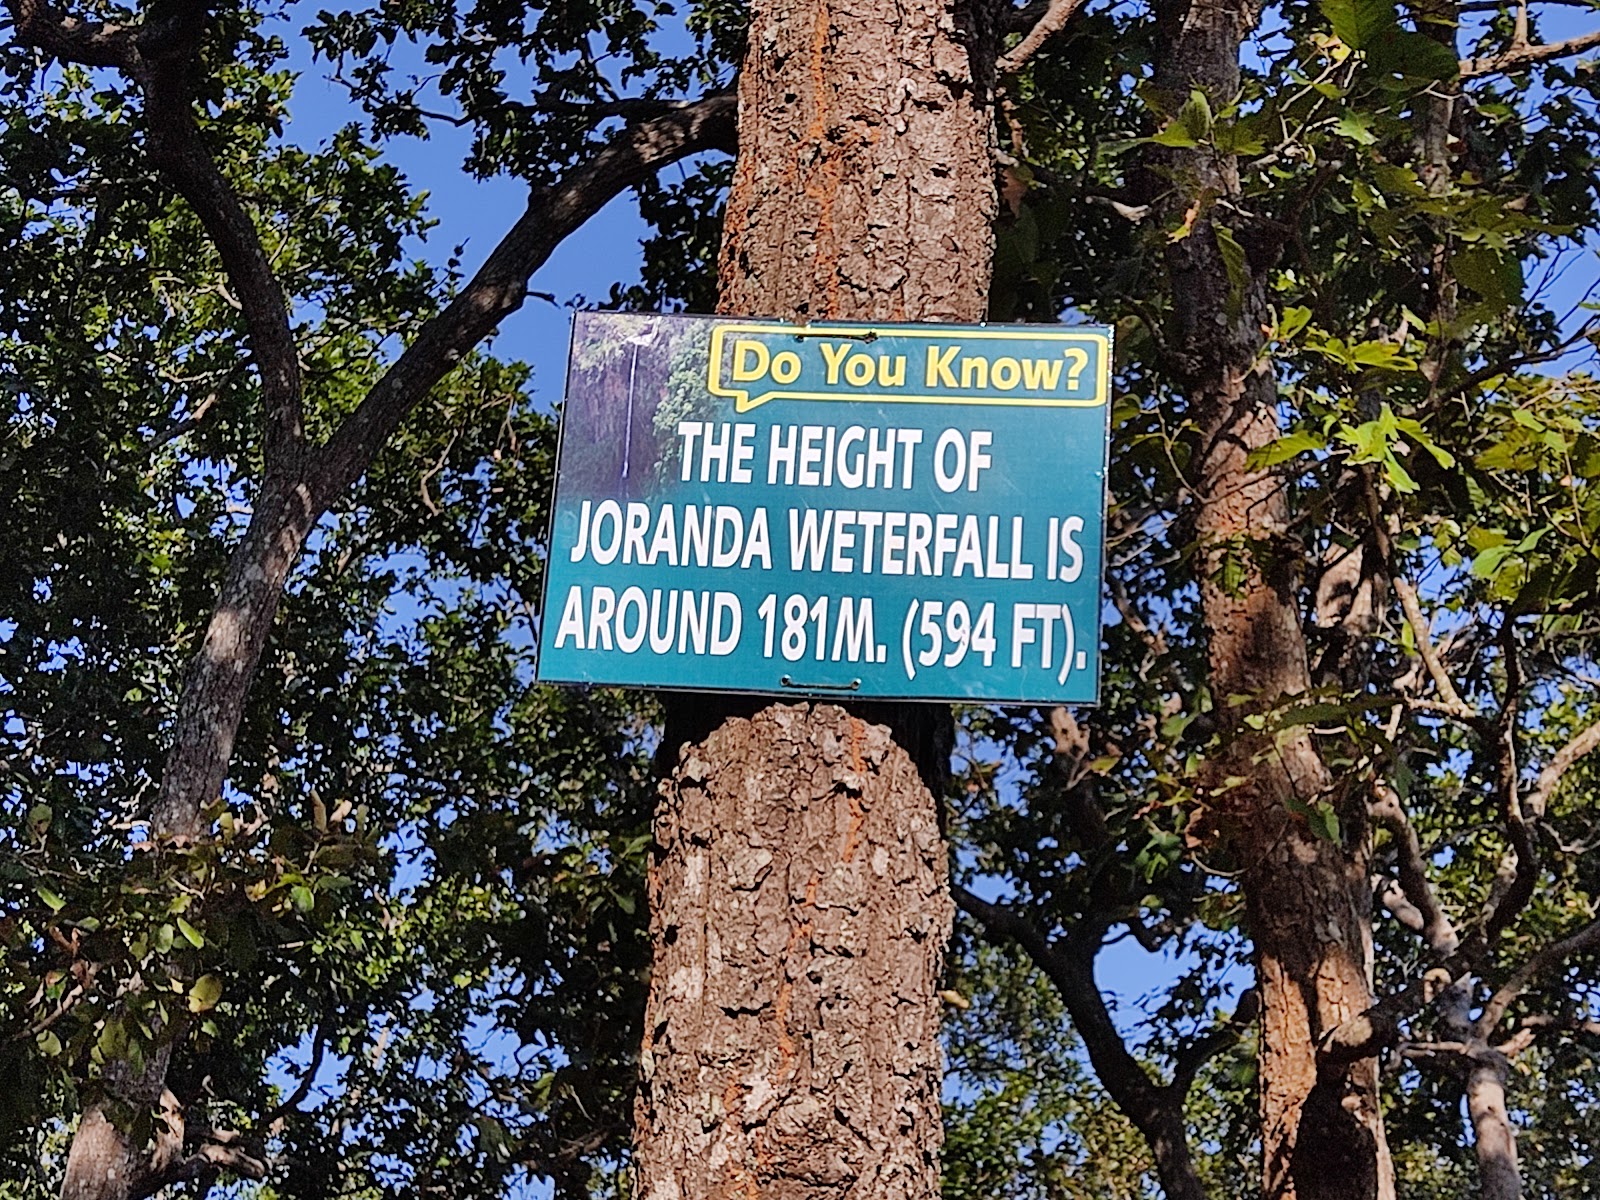 Do You Know?
THE HEIGHT OF
JORANDA WETERFALL IS
AROUND 181M. (594 FT).